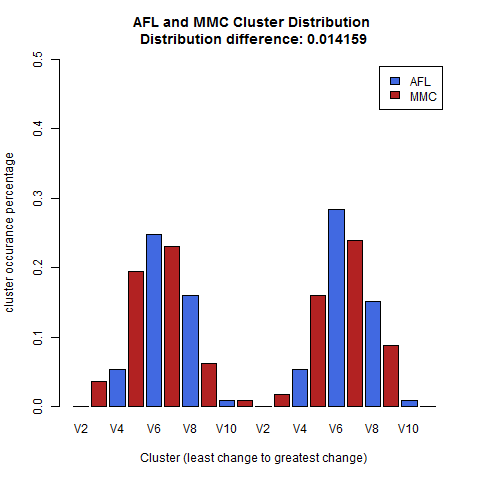 AFL and MMC Cluster Distribution
Distribution difference: 0.014159
AFL
MMC
cluster occurance percentage
0.5
0.4
0.3
0.2
0.1
0.0
V2 V4 V6 V8 V10 V2 V4 V6 V8 V10
Cluster (least change to greatest change)